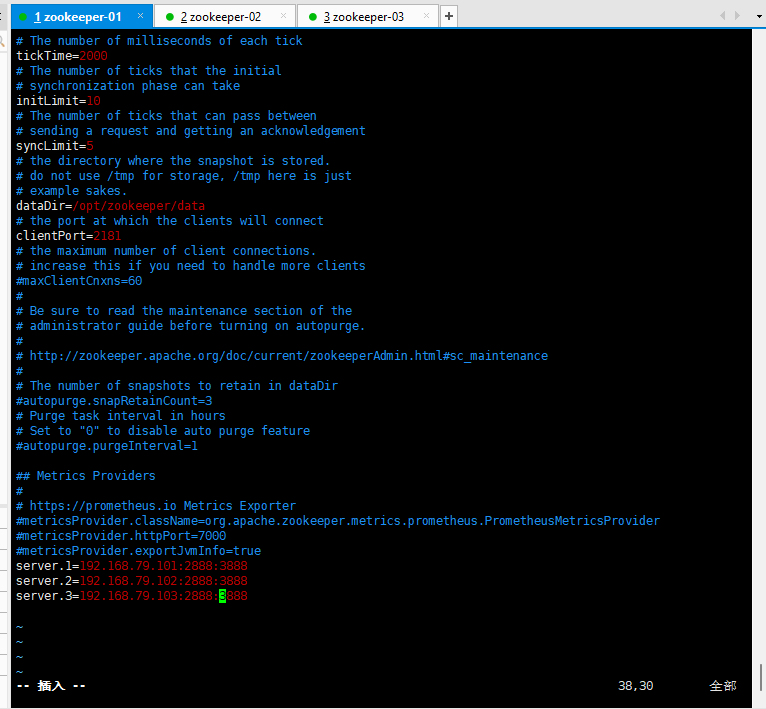 1 zookeeper-01 × 2 zookeeper-02 × 3 zookeeper-03 × +
# The number of milliseconds of each tick
tickTime=2000
# The number of ticks that the initial
# synchronization phase can take
initLimit=10
# The number of ticks that can pass between
# sending a request and getting an acknowledgement
syncLimit=5
# the directory where the snapshot is stored.
# do not use /tmp for storage, /tmp here is just
# example sakes.
dataDir=/opt/zookeeper/data
# the port at which the clients will connect
clientPort=2181
# the maximum number of client connections.
# increase this if you need to handle more clients
#maxClientCnxns=60
#
# Be sure to read the maintenance section of the
# administrator guide before turning on autopurge.
#
# http://zookeeper.apache.org/doc/current/zookeeperAdmin.html#sc_maintenance
#
# The number of snapshots to retain in dataDir
#autopurge.snapRetainCount=3
# Purge task interval in hours
# Set to "0" to disable auto purge feature
#autopurge.purgeInterval=1
## Metrics Providers
#
# https://prometheus.io Metrics Exporter
#metricsProvider.className=org.apache.zookeeper.metrics.prometheus.PrometheusMetricsProvider
#metricsProvider.httpPort=7000
#metricsProvider.exportJvmInfo=true
server.1=192.168.79.101:2888:3888
server.2=192.168.79.102:2888:3888
server.3=192.168.79.103:2888:3888
~
~
~
~
-- 插入 -- 38,30 全部